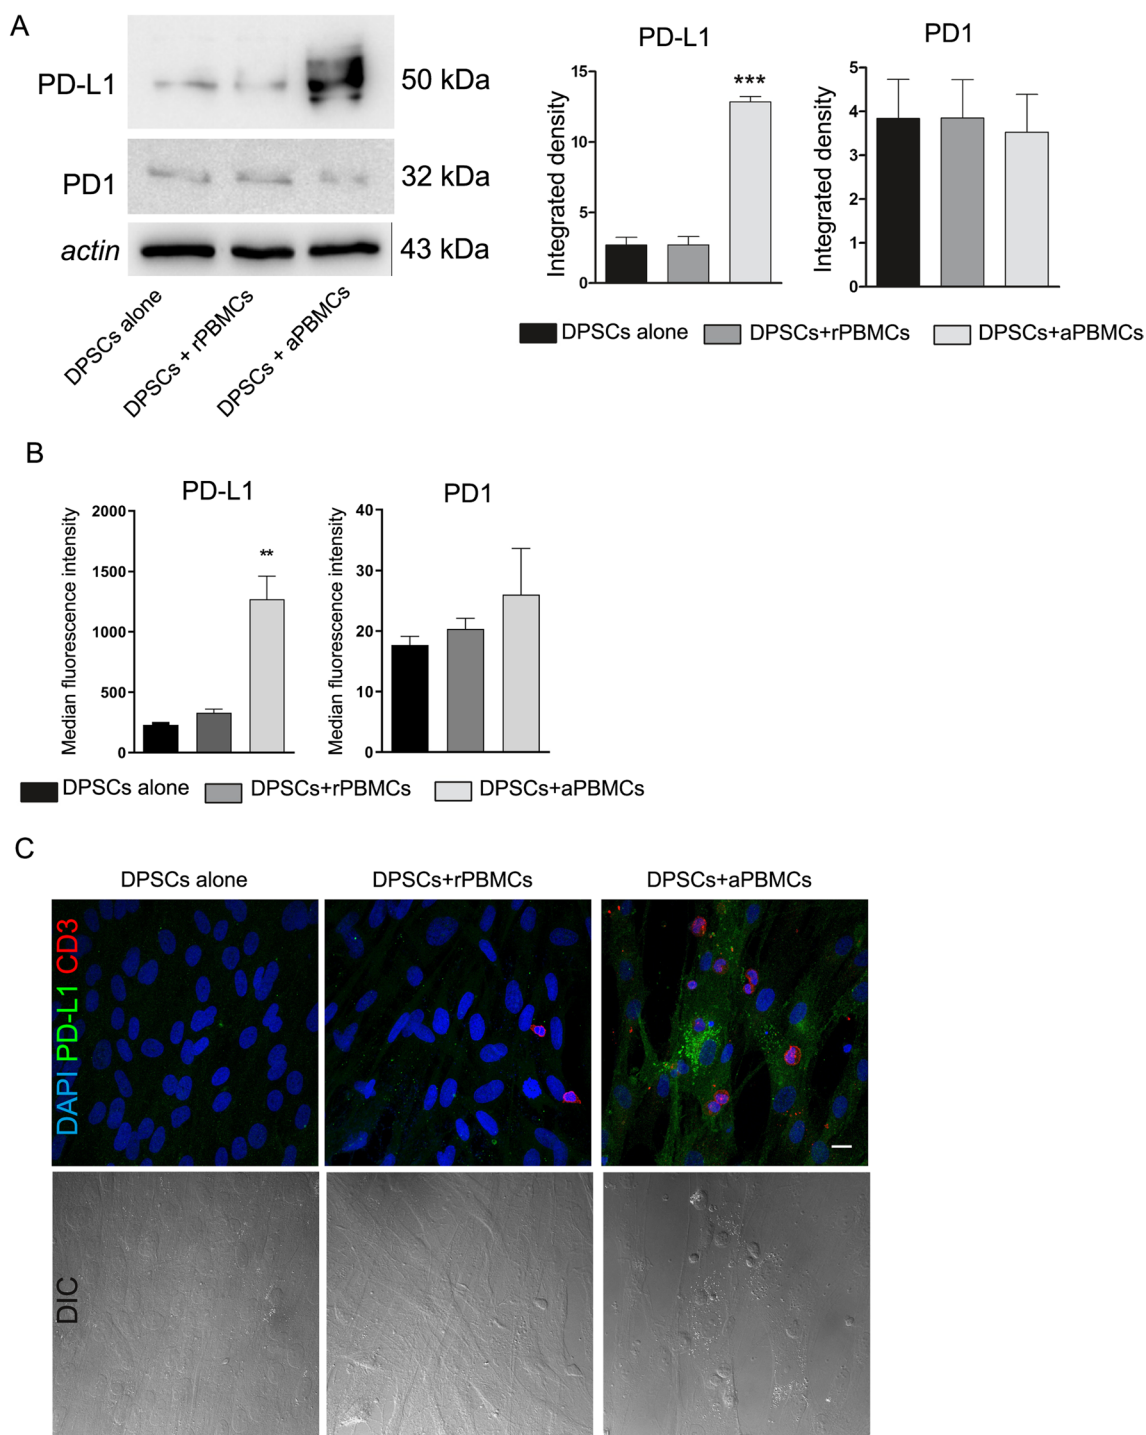 A
PD-L1
50 kDa
PD1
32 kDa
actin
43 kDa
DPSCs alone
DPSCs + rPBMCs
DPSCs + aPBMCs
PD-L1
Integrated density
15
10
5
0
***
PD1
Integrated density
5
4
3
2
1
0
DPSCs alone
DPSCs+rPBMCs
DPSCs+aPBMCs
B
PD-L1
Median fluorescence intensity
2000
1500
1000
500
0
**
PD1
Median fluorescence intensity
40
30
20
10
0
DPSCs alone
DPSCs+rPBMCs
DPSCs+aPBMCs
C
DPSCs alone
DPSCs+rPBMCs
DPSCs+aPBMCs
DAPI PD-L1 CD3
DIC